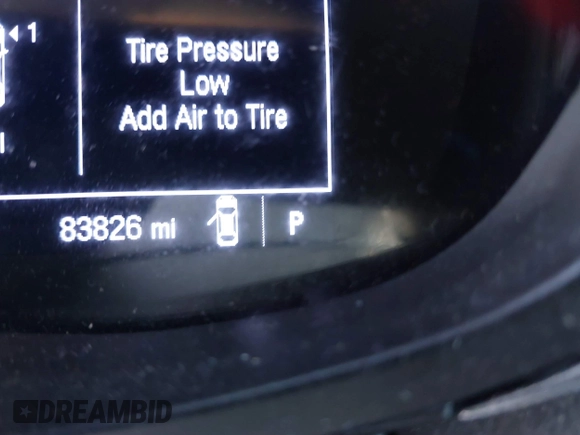 1
Tire Pressure
Low
Add Air to Tire
83826 mi
P
DREAMBID